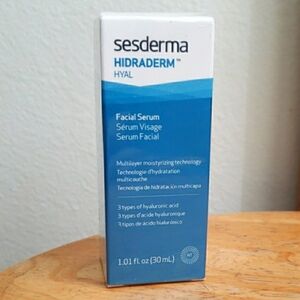 sesderma
HIDRADERM™
HYAL
Facial Serum
Sérum Visage
Serum Facial
Multilayer moisturizing technology
Technologie d'hydratation
multicouche
Tecnología de hidratación multicapa
3 types of hyaluronic acid
3 types d'acide hyaluronique
3 tipos de ácido hialurónico
1.01 fl oz (30 mL)